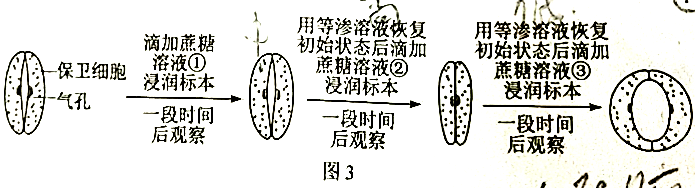 保卫细胞
气孔
滴加蔗糖
溶液①
浸润标本
一段时间
后观察
用等渗溶液恢复
初始状态后滴加
蔗糖溶液②
浸润标本
一段时间
后观察
用等渗溶液恢复
初始状态后滴加
蔗糖溶液③
浸润标本
一段时间
后观察
图3